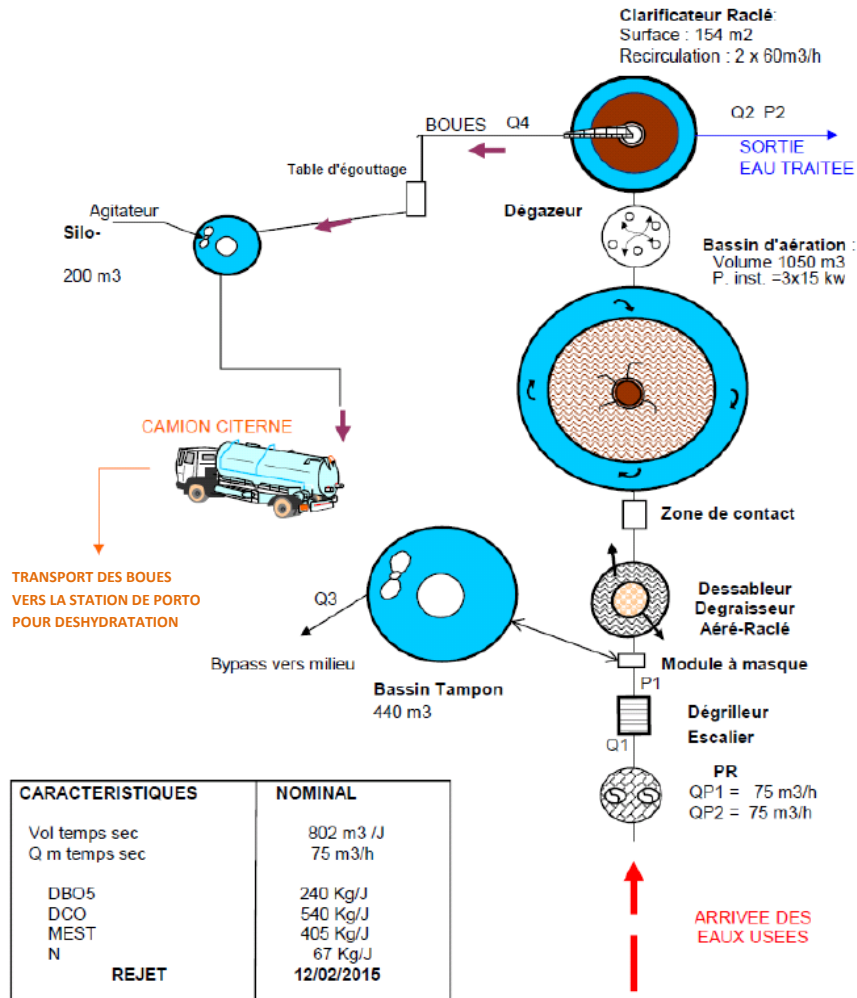 Clarificateur Raclé:
Surface : 154 m2
Recirculation : 2 x 60m3/h
BOUES Q4
Q2 P2
SORTIE
EAU TRAITEE
Table d'égouttage
Agitateur
Silo-
200 m3
Dégazeur
Bassin d'aération :
Volume 1050 m3
P. inst. =3x15 kw
CAMION CITERNE
Zone de contact
TRANSPORT DES BOUES
VERS LA STATION DE PORTO
POUR DESHYDRATATION
Q3
Bypass vers milieu
Bassin Tampon
440 m3
Dessableur
Degraisseur
Aéré-Raclé
Module à masque
P1
Dégrilleur
Escalier
Q1
PR
QP1 = 75 m3/h
QP2 = 75 m3/h
ARRIVEE DES
EAUX USEES
CARACTERISTIQUES NOMINAL
Vol temps sec 802 m3 /J
Q m temps sec 75 m3/h
DBO5 240 Kg/J
DCO 540 Kg/J
MEST 405 Kg/J
N 67 Kg/J
REJET 12/02/2015